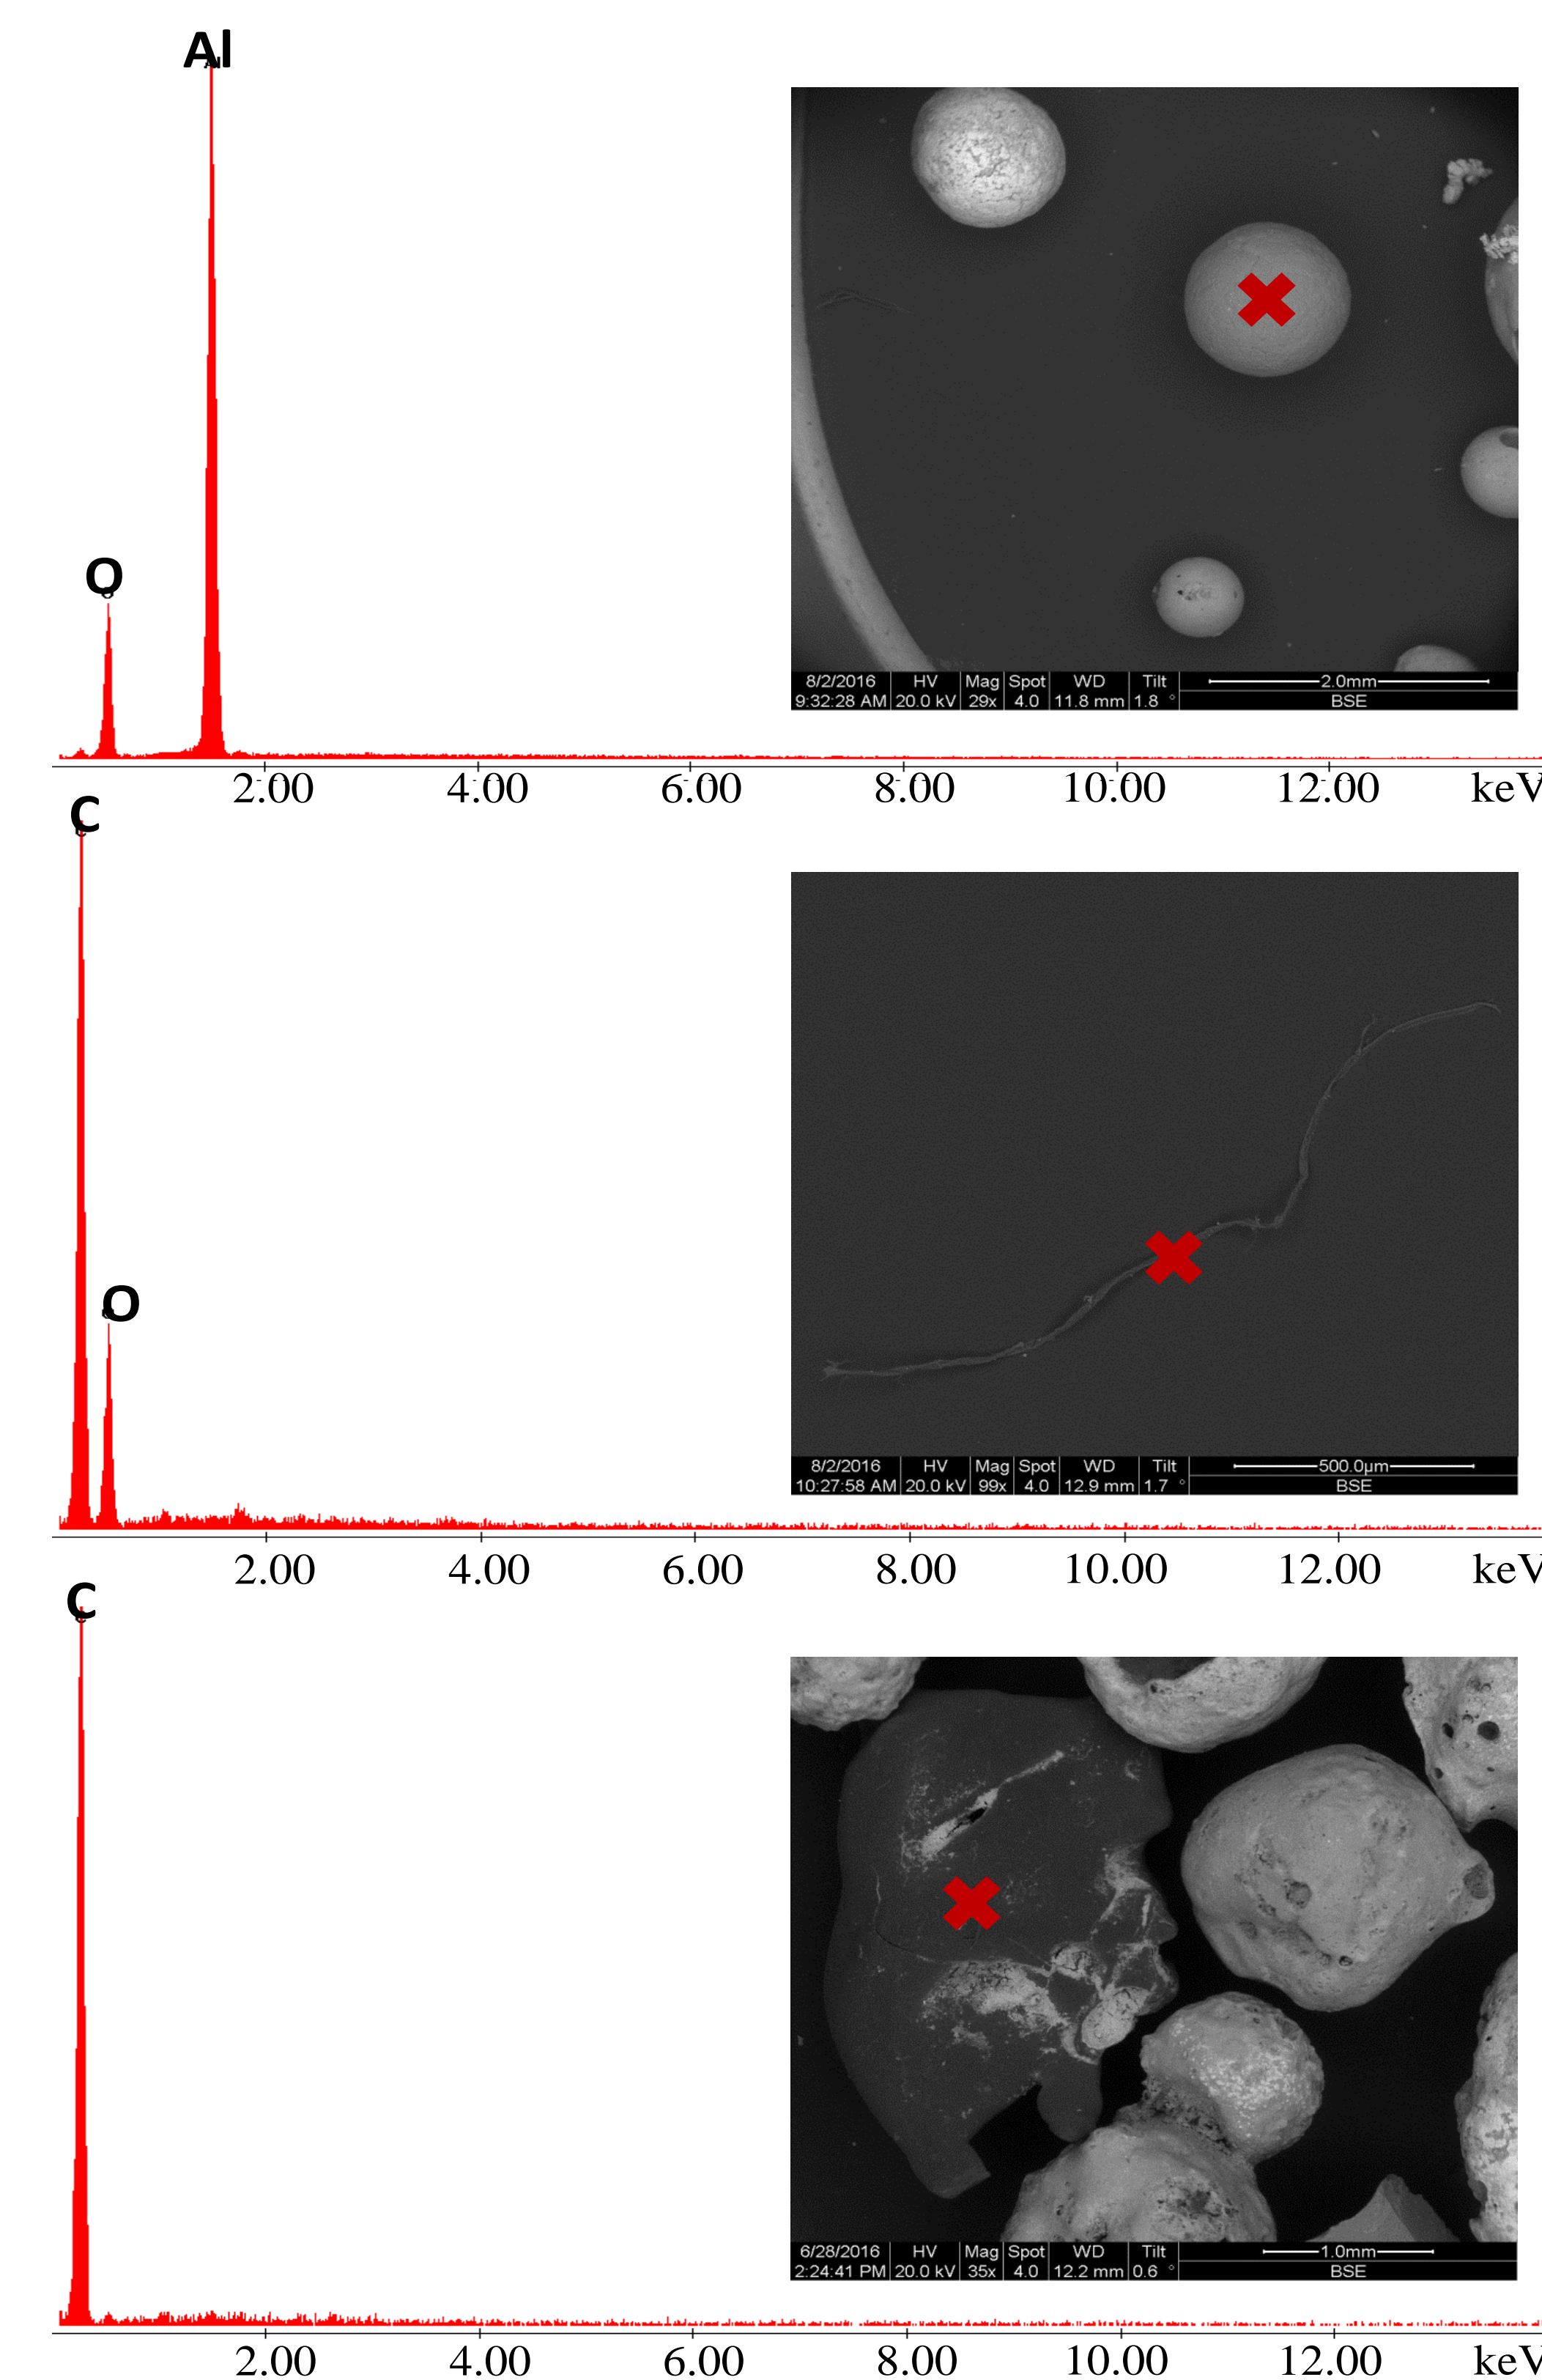 Al
O
8/2/2016 HV Mag Spot WD Tilt 2.0mm
9:32:28 AM 20.0 kV 29x 4.0 11.8 mm 1.8 ° BSE
2.00 4.00 6.00 8.00 10.00 12.00 keV
C
O
8/2/2016 HV Mag Spot WD Tilt 500.0µm
10:27:58 AM 20.0 kV 99x 4.0 12.9 mm 1.7 ° BSE
2.00 4.00 6.00 8.00 10.00 12.00 keV
C
6/28/2016 HV Mag Spot WD Tilt 1.0mm
2:24:41 PM 20.0 kV 35x 4.0 12.2 mm 0.6 ° BSE
2.00 4.00 6.00 8.00 10.00 12.00 keV